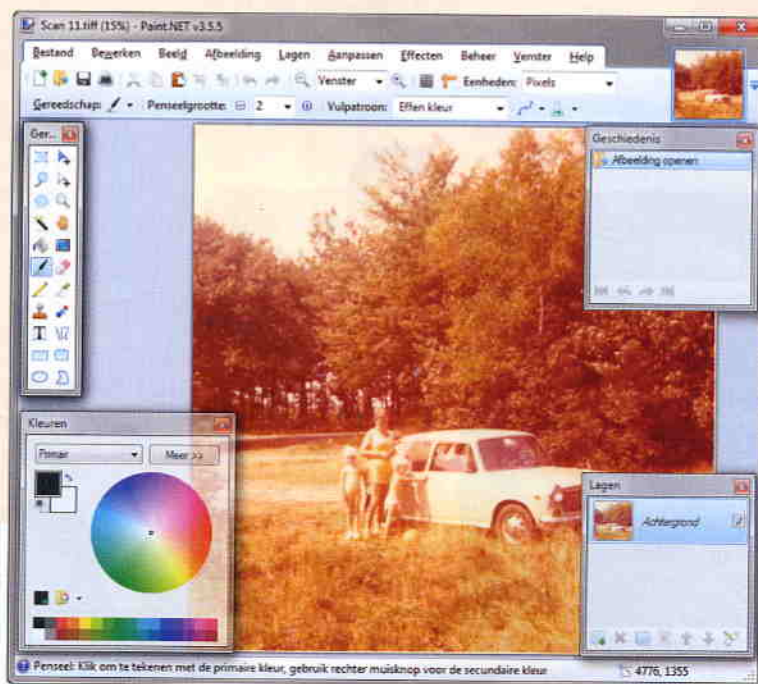 Scan 11.tiff (15%) - Paint.NET v3.5.5
Bestand Bewerken Beeld Afbeelding Lagen Aanpassen Effecten Beheer Venster Help
Venster Eenheden: Pixels
Gereedschap: Penseelgrootte: 2 Vulpatroon: Effen kleur
Ger...
Geschiedenis
Afbeelding openen
Kleuren
Primair Meer >>
Lagen
Achtergrond
Penseel: Klik om te tekenen met de primaire kleur, gebruik rechter muisknop voor de secundaire kleur 4776, 1355